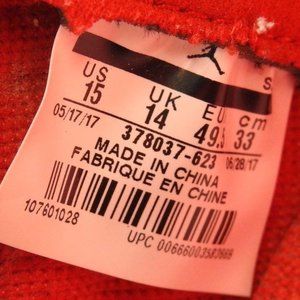 US UK EU cm
15 14 49,5 33
05/17/17 378037-623 06/28/17
MADE IN CHINA
FABRIQUE EN CHINE
107601028
UPC